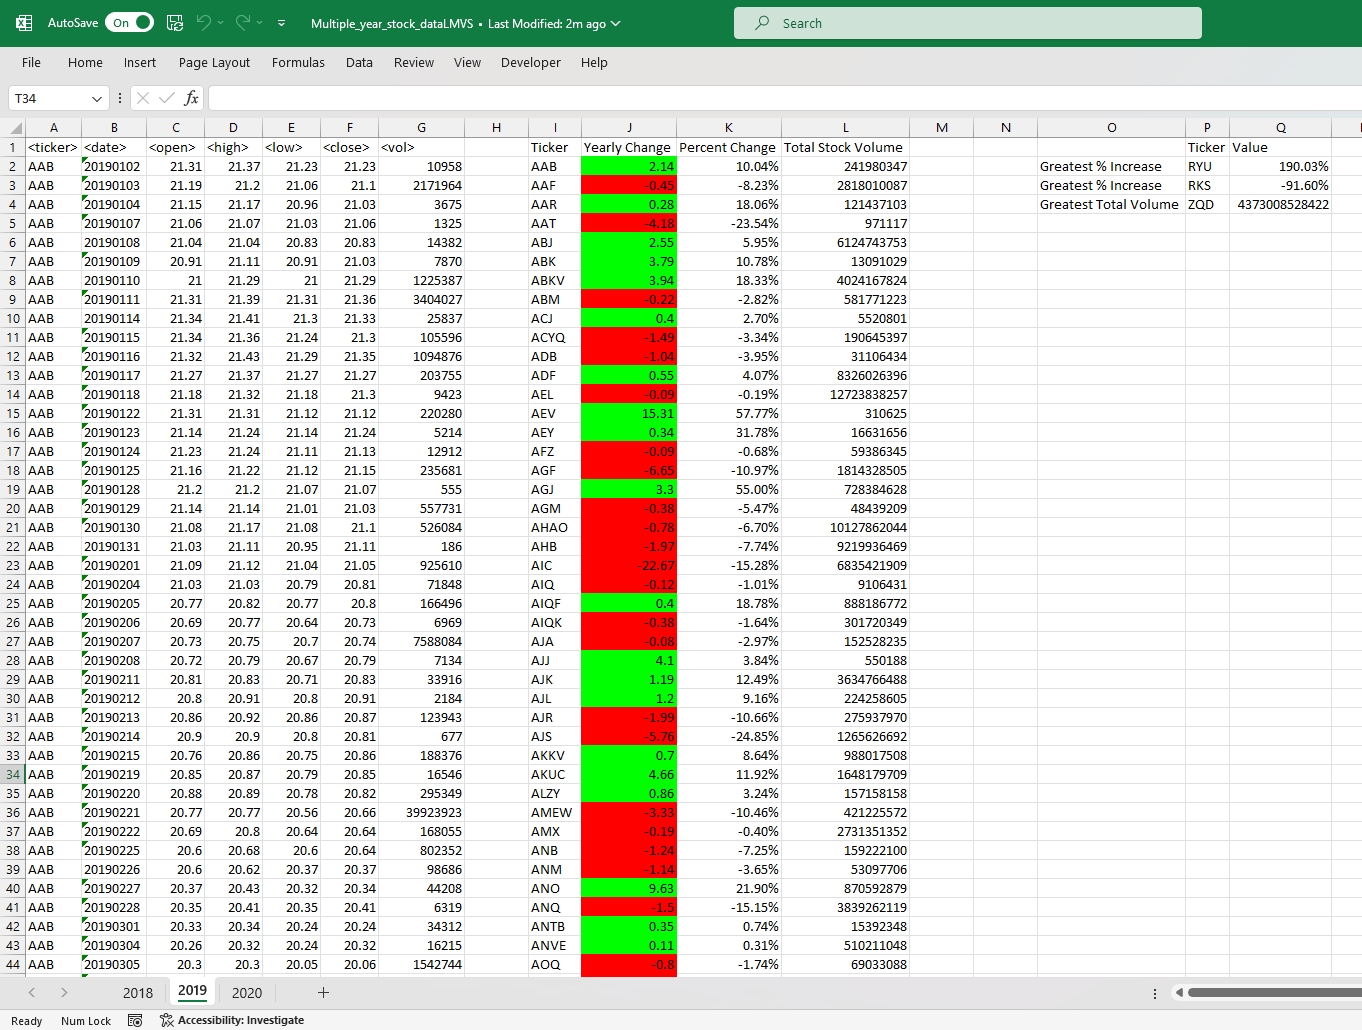 AutoSave On Multiple_year_stock_dataLMVS • Last Modified: 2m ago Search
File Home Insert Page Layout Formulas Data Review View Developer Help
T34 fx
A B C D E F G H I J K L M N O P Q
1 <ticker> <date> <open> <high> <low> <close> <vol> Ticker Yearly Change Percent Change Total Stock Volume Ticker Value
2 AAB 20190102 21.31 21.37 21.23 21.23 10958 AAB 2.14 10.04% 241980347 Greatest % Increase RYU 190.03%
3 AAB 20190103 21.19 21.2 21.06 21.1 2171964 AAF -0.45 -8.23% 2818010087 Greatest % Increase RKS -91.60%
4 AAB 20190104 21.15 21.17 20.96 21.03 3675 AAR 0.28 18.06% 121437103 Greatest Total Volume ZQD 4373008528422
5 AAB 20190107 21.06 21.07 21.03 21.06 1325 AAT -4.18 -23.54% 971117
6 AAB 20190108 21.04 21.04 20.83 20.83 14382 ABJ 2.55 5.95% 6124743753
7 AAB 20190109 20.91 21.11 20.91 21.03 7870 ABK 3.79 10.78% 13091029
8 AAB 20190110 21 21.29 21 21.29 1225387 ABKV 3.94 18.33% 4024167824
9 AAB 20190111 21.31 21.39 21.31 21.36 3404027 ABM -0.22 -2.82% 581771223
10 AAB 20190114 21.34 21.41 21.3 21.33 25837 ACJ 0.4 2.70% 5520801
11 AAB 20190115 21.34 21.36 21.24 21.3 105596 ACYQ -1.49 -3.34% 190645397
12 AAB 20190116 21.32 21.43 21.29 21.35 1094876 ADB -1.04 -3.95% 31106434
13 AAB 20190117 21.27 21.37 21.27 21.27 203755 ADF 0.55 4.07% 8326026396
14 AAB 20190118 21.18 21.32 21.18 21.3 9423 AEL -0.09 -0.19% 12723838257
15 AAB 20190122 21.31 21.31 21.12 21.12 220280 AEV 15.31 57.77% 310625
16 AAB 20190123 21.14 21.24 21.14 21.24 5214 AEY 0.34 31.78% 16631656
17 AAB 20190124 21.23 21.24 21.11 21.13 12912 AFZ -0.09 -0.68% 59386345
18 AAB 20190125 21.16 21.22 21.12 21.15 235681 AGF -6.65 -10.97% 1814328505
19 AAB 20190128 21.2 21.2 21.07 21.07 555 AGJ 3.3 55.00% 728384628
20 AAB 20190129 21.14 21.14 21.01 21.03 557731 AGM -0.38 -5.47% 48439209
21 AAB 20190130 21.08 21.17 21.08 21.1 526084 AHAO -0.78 -6.70% 10127862044
22 AAB 20190131 21.03 21.11 20.95 21.11 186 AHB -1.97 -7.74% 9219936469
23 AAB 20190201 21.09 21.12 21.04 21.05 925610 AIC -22.67 -15.28% 6835421909
24 AAB 20190204 21.03 21.03 20.79 20.81 71848 AIQ -0.12 -1.01% 9106431
25 AAB 20190205 20.77 20.82 20.77 20.8 166496 AIQF 0.4 18.78% 888186772
26 AAB 20190206 20.69 20.77 20.64 20.73 6969 AIQK -0.38 -1.64% 301720349
27 AAB 20190207 20.73 20.75 20.7 20.74 7588084 AJA -0.08 -2.97% 152528235
28 AAB 20190208 20.72 20.79 20.67 20.79 7134 AJJ 4.1 3.84% 550188
29 AAB 20190211 20.81 20.83 20.71 20.83 33916 AJK 1.19 12.49% 3634766488
30 AAB 20190212 20.8 20.91 20.8 20.91 2184 AJL 1.2 9.16% 224258605
31 AAB 20190213 20.86 20.92 20.86 20.87 123943 AJR -1.99 -10.66% 275937970
32 AAB 20190214 20.9 20.9 20.8 20.81 677 AJS -5.76 -24.85% 1265626692
33 AAB 20190215 20.76 20.86 20.75 20.86 188376 AKKV 0.7 8.64% 988017508
34 AAB 20190219 20.85 20.87 20.79 20.85 16546 AKUC 4.66 11.92% 1648179709
35 AAB 20190220 20.88 20.89 20.78 20.82 295349 ALZY 0.86 3.24% 157158158
36 AAB 20190221 20.77 20.77 20.56 20.66 39923923 AMEW -3.33 -10.46% 421225572
37 AAB 20190222 20.69 20.8 20.64 20.64 168055 AMX -0.19 -0.40% 2731351352
38 AAB 20190225 20.6 20.68 20.6 20.64 802352 ANB -1.24 -7.25% 159222100
39 AAB 20190226 20.6 20.62 20.37 20.37 98686 ANM -1.14 -3.65% 53097706
40 AAB 20190227 20.37 20.43 20.32 20.34 44208 ANO 9.63 21.90% 870592879
41 AAB 20190228 20.35 20.41 20.35 20.41 6319 ANQ -1.5 -15.15% 3839262119
42 AAB 20190301 20.33 20.34 20.24 20.24 34312 ANTB 0.35 0.74% 15392348
43 AAB 20190304 20.26 20.32 20.24 20.32 16215 ANVE 0.11 0.31% 510211048
44 AAB 20190305 20.3 20.3 20.05 20.06 1542744 AOQ -0.8 -1.74% 69033088
2018 2019 2020
Ready Num Lock Accessibility: Investigate